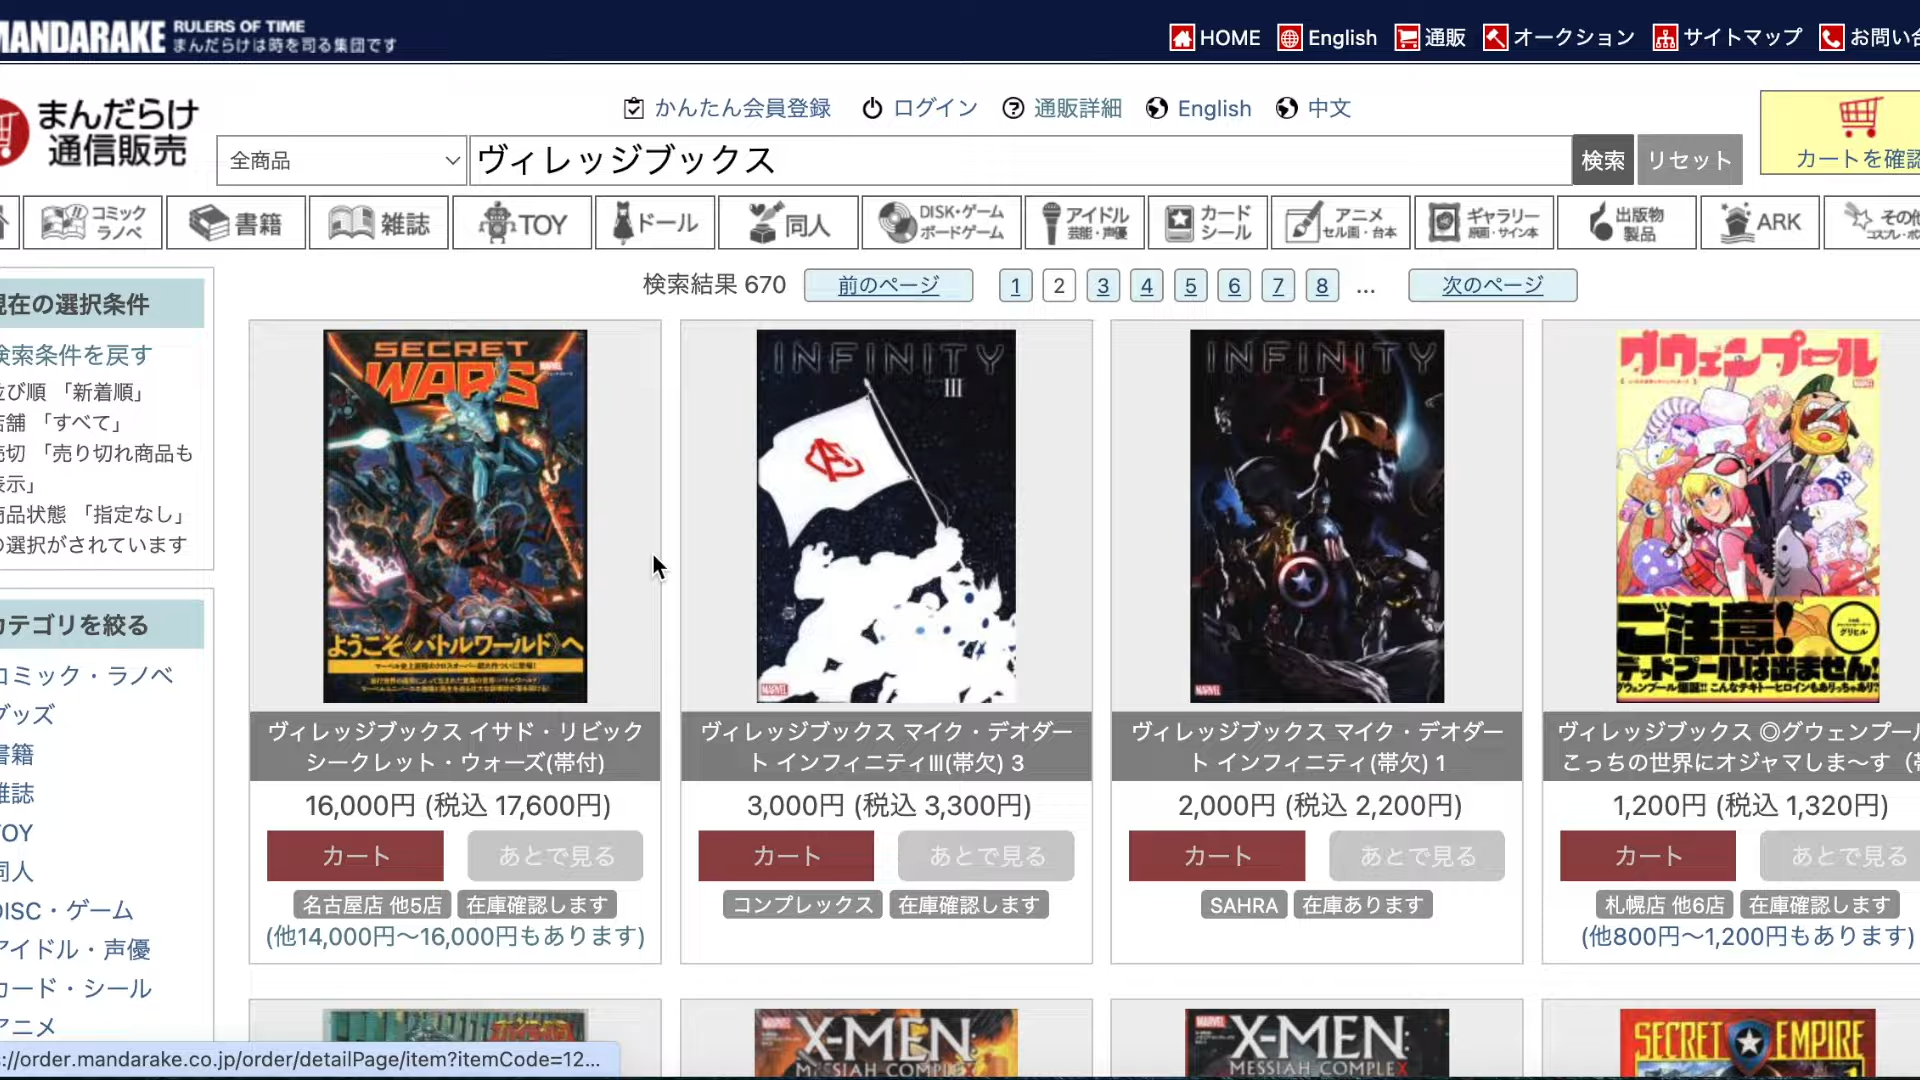 MANDARAKE RULERS OF TIME
まんだらけは時を司る集団です
HOME English 通販 オークション サイトマップ お問い合
まんだらけ
通信販売
かんたん会員登録 ログイン 通販詳細 English 中文
全商品 ヴィレッジブックス 検索 リセット
カートを確認
コミック
ラノベ
書籍
雑誌
TOY
ドール
同人
DISK・ゲーム
ボードゲーム
アイドル
芸能・声優
カード
シール
アニメ
セル画・台本
ギャラリー
原画・サイン本
出版物
製品
ARK
その他
現在の選択条件
検索条件を戻す
並び順 「新着順」
店舗 「すべて」
売切 「売り切れ商品も
表示」
商品状態 「指定なし」
の選択がされています
カテゴリを絞る
コミック・ラノベ
グッズ
書籍
雑誌
TOY
同人
DISC・ゲーム
アイドル・声優
カード・シール
アニメ
検索結果 670 前のページ 1 2 3 4 5 6 7 8 ... 次のページ
SECRET
WARS
MARVEL
ようこそ《バトルワールド》へ
ヴィレッジブックス イサド・リビック
シークレット・ウォーズ(帯付)
16,000円 (税込 17,600円)
カート あとで見る
名古屋店 他5店 在庫確認します
(他14,000円〜16,000円もあります)
INFINITY
III
MARVEL
ヴィレッジブックス マイク・デオダー
ト インフィニティIII(帯欠) 3
3,000円 (税込 3,300円)
カート あとで見る
コンプレックス 在庫確認します
INFINITY
I
MARVEL
ヴィレッジブックス マイク・デオダー
ト インフィニティ(帯欠) 1
2,000円 (税込 2,200円)
カート あとで見る
SAHRA 在庫あります
グウェンプール
MARVEL
ご注意!
グリヒル
デッドプールは出ません!
ヴィレッジブックス ◎グウェンプール
こっちの世界にオジャマしま〜す (帯
1,200円 (税込 1,320円)
カート あとで見る
札幌店 他6店 在庫確認します
(他800円〜1,200円もあります)
MARVEL
X-MEN:
MESSIAH COMPLEX
MARVEL
X-MEN:
MESSIAH COMPLEX
SECRET EMPIRE
://order.mandarake.co.jp/order/detailPage/item?itemCode=12...